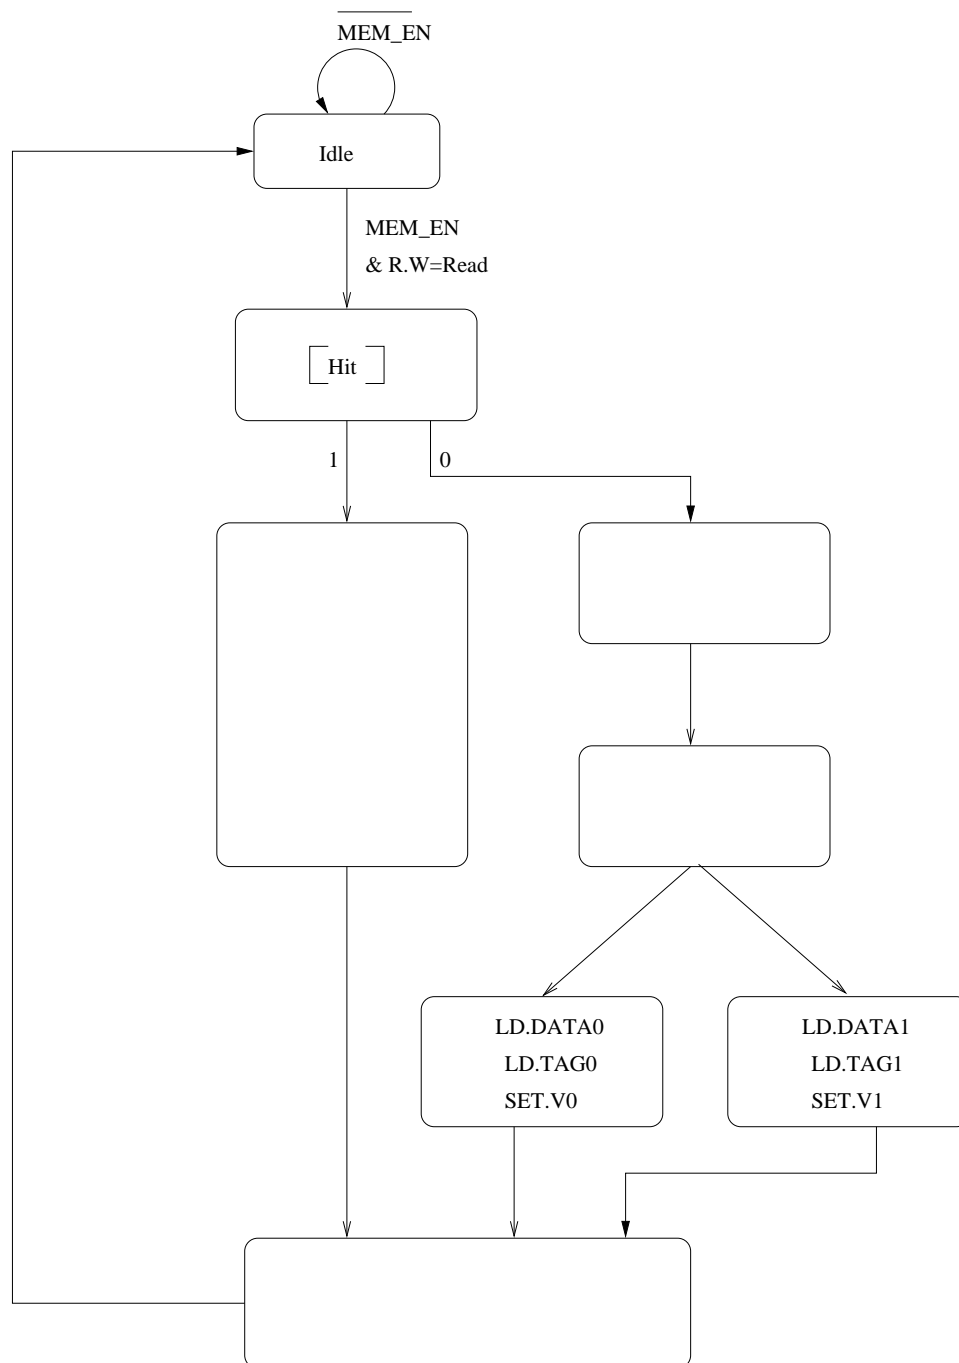 MEM_EN
Idle
MEM_EN
& R.W=Read
Hit
1
0
LD.DATA0
LD.TAG0
SET.V0
LD.DATA1
LD.TAG1
SET.V1